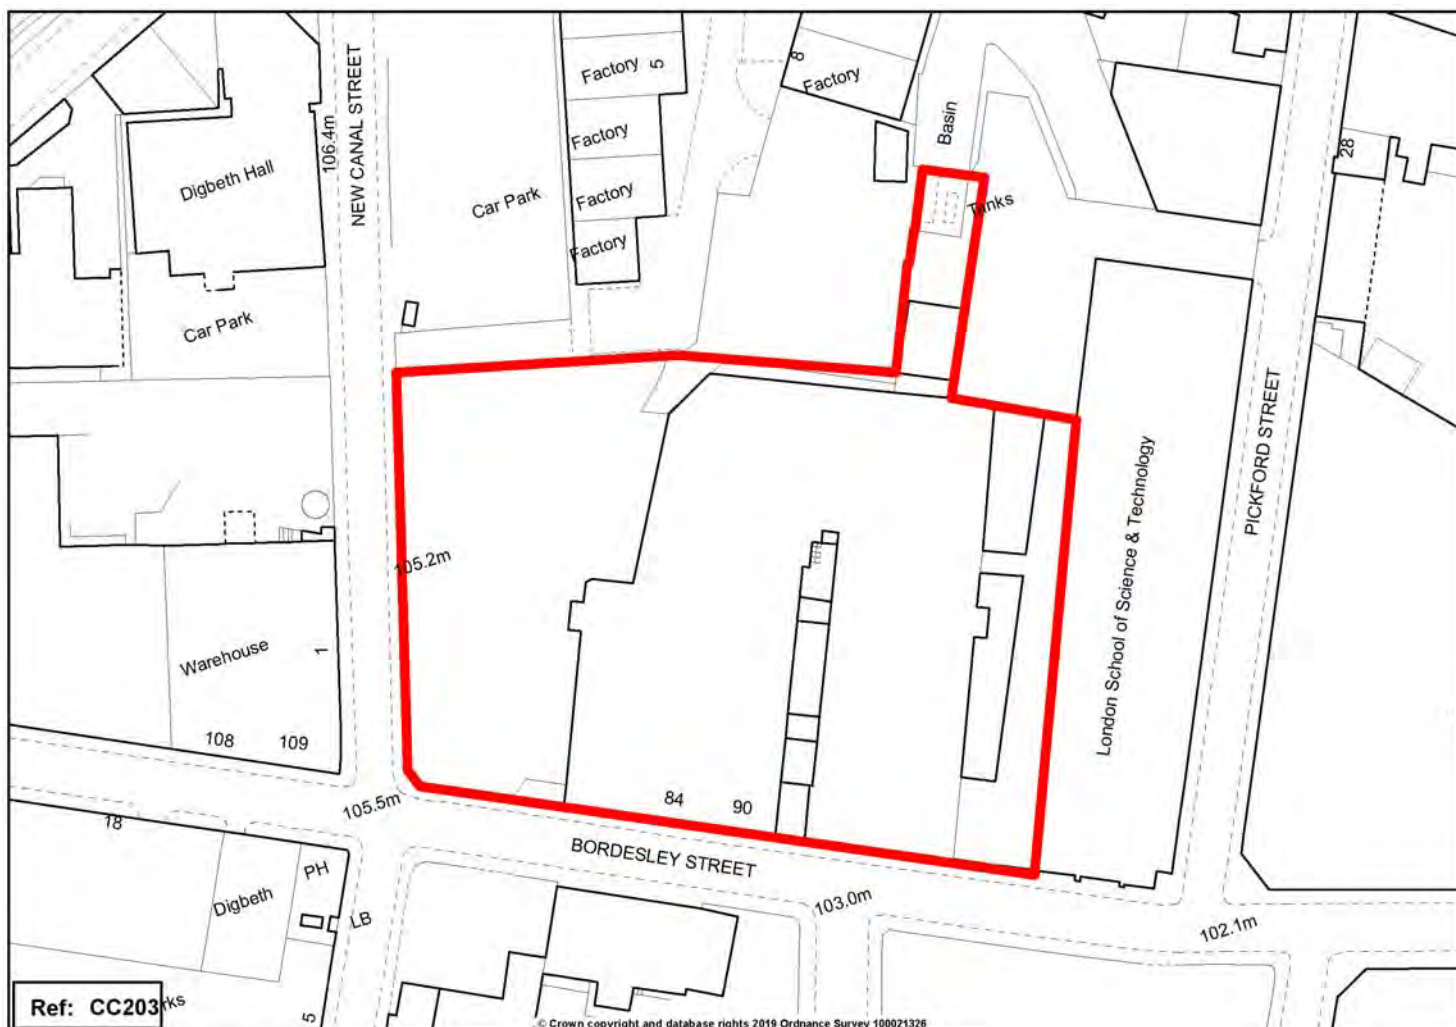 NEW CANAL STREET
106.4m
Digbeth Hall
Car Park
Car Park
Factory
5
Factory
Factory
Factory
8
Factory
Basin
Tanks
28
PICKFORD STREET
London School of Science & Technology
105.2m
Warehouse
1
108 109
105.5m
84 90
BORDESLEY STREET
103.0m
102.1m
18
PH
Digbeth
LB
5
Ref: CC203
rks
© Crown copyright and database rights 2019 Ordnance Survey 100021326